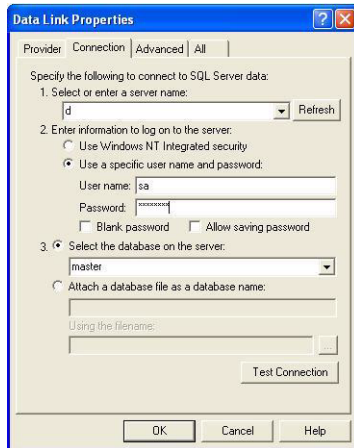 Data Link Properties
Provider Connection Advanced All
Specify the following to connect to SQL Server data:
1. Select or enter a server name:
d Refresh
2. Enter information to log on to the server:
Use Windows NT Integrated security
Use a specific user name and password:
User name: sa
Password: ********
Blank password Allow saving password
3. Select the database on the server:
master
Attach a database file as a database name:
Using the filename:
...
Test Connection
OK Cancel Help